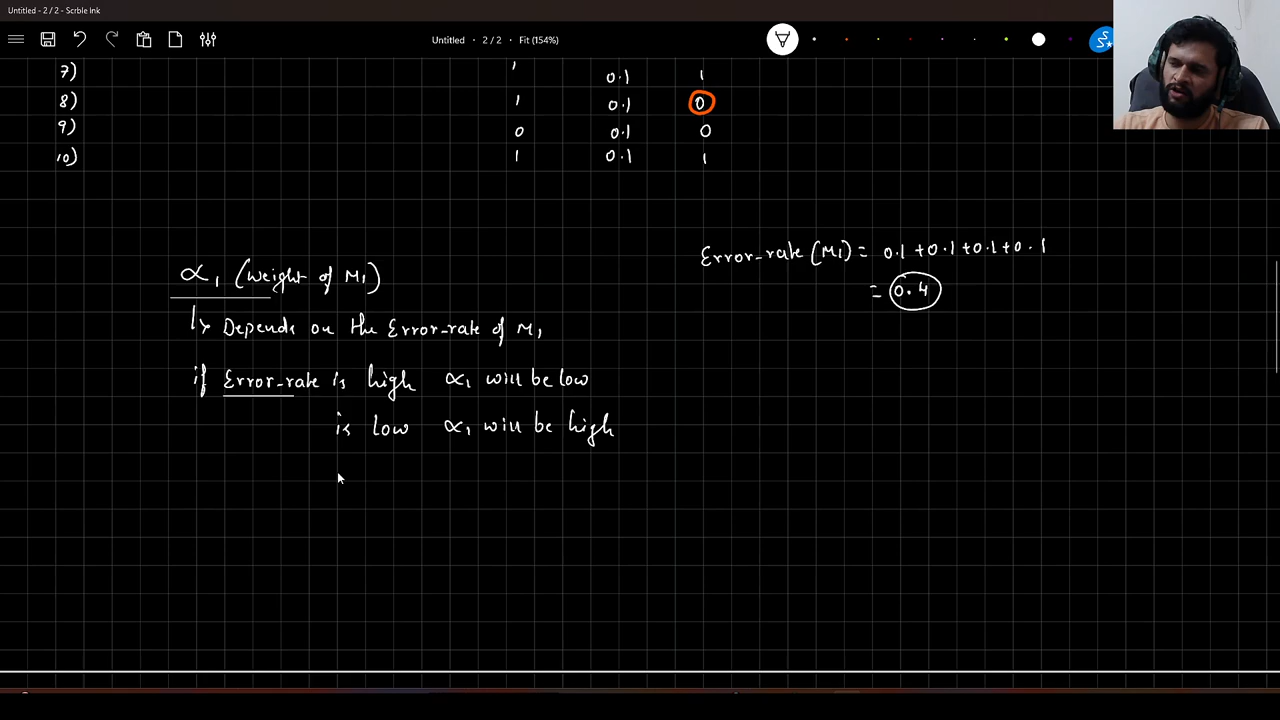 Untitled - 2 / 2 - Scrble Ink
Untitled · 2 / 2 · Fit (154%)
7) 1 0.1 1
8) 1 0.1 0
9) 0 0.1 0
10) 1 0.1 1
Error-rate (M1) = 0.1 + 0.1 + 0.1 + 0.1
= 0.4
α1 (Weight of M1)
↳ Depends on the Error-rate of M1
if Error-rate is high α1 will be low
is low α1 will be high